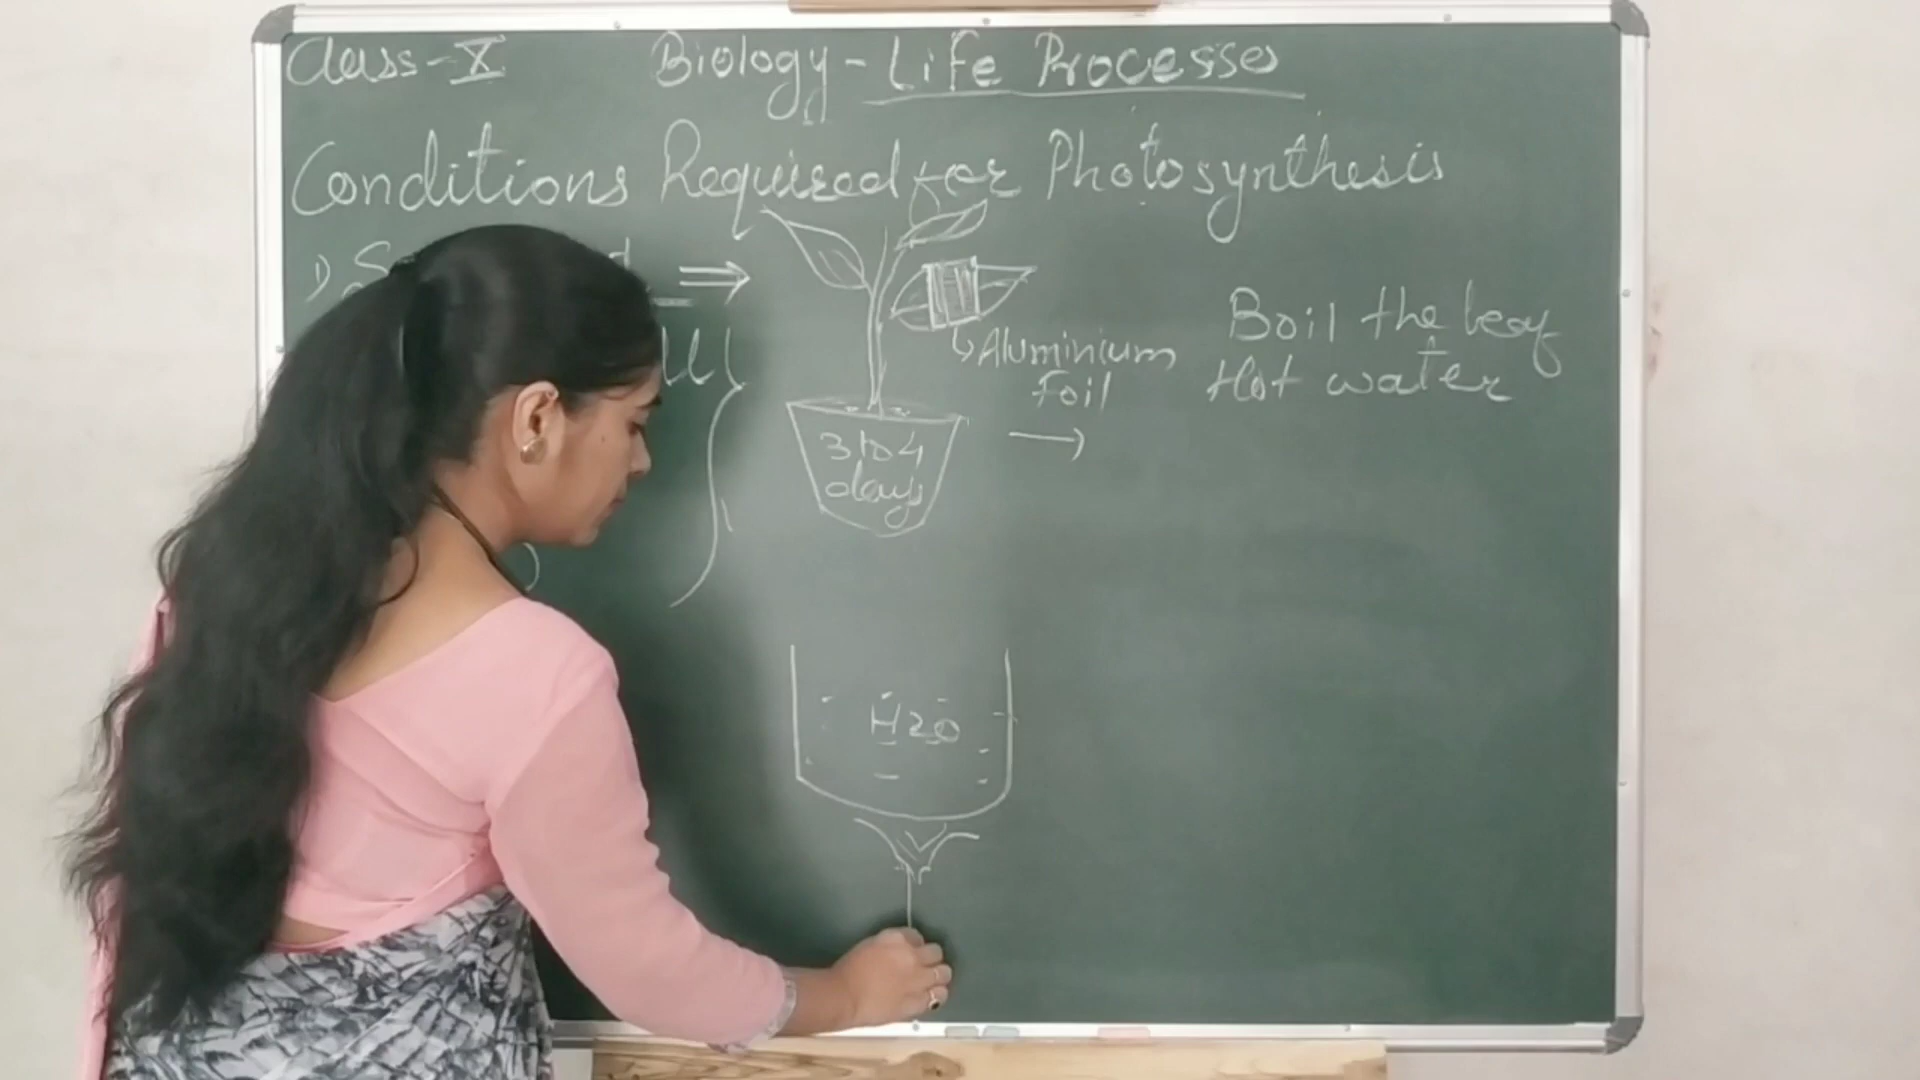 Class-X Biology - Life Processes
Conditions Required for Photosynthesis
1)
Aluminium
Foil
3 to 4
days
Boil the leaf
Hot water
H2O